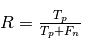 R = \frac{T_p}{T_p + F_n}